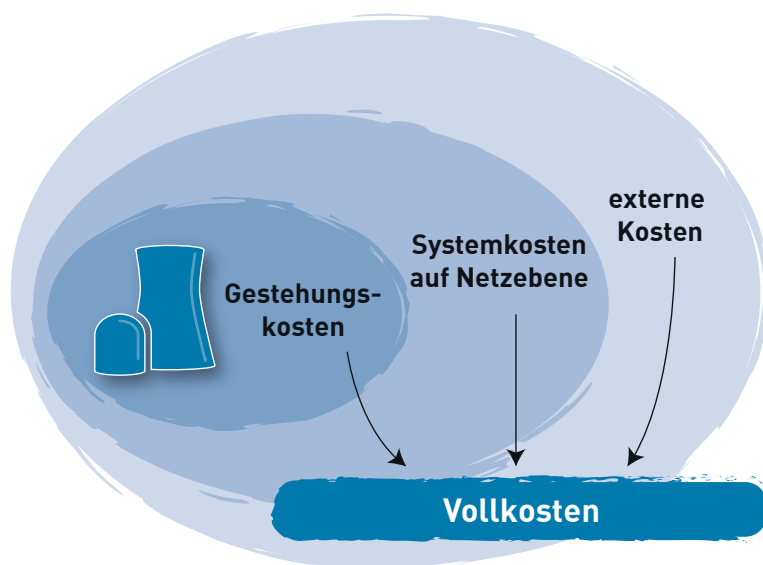 externe
Kosten
Systemkosten
auf Netzebene
Gestehungs-
kosten
Vollkosten